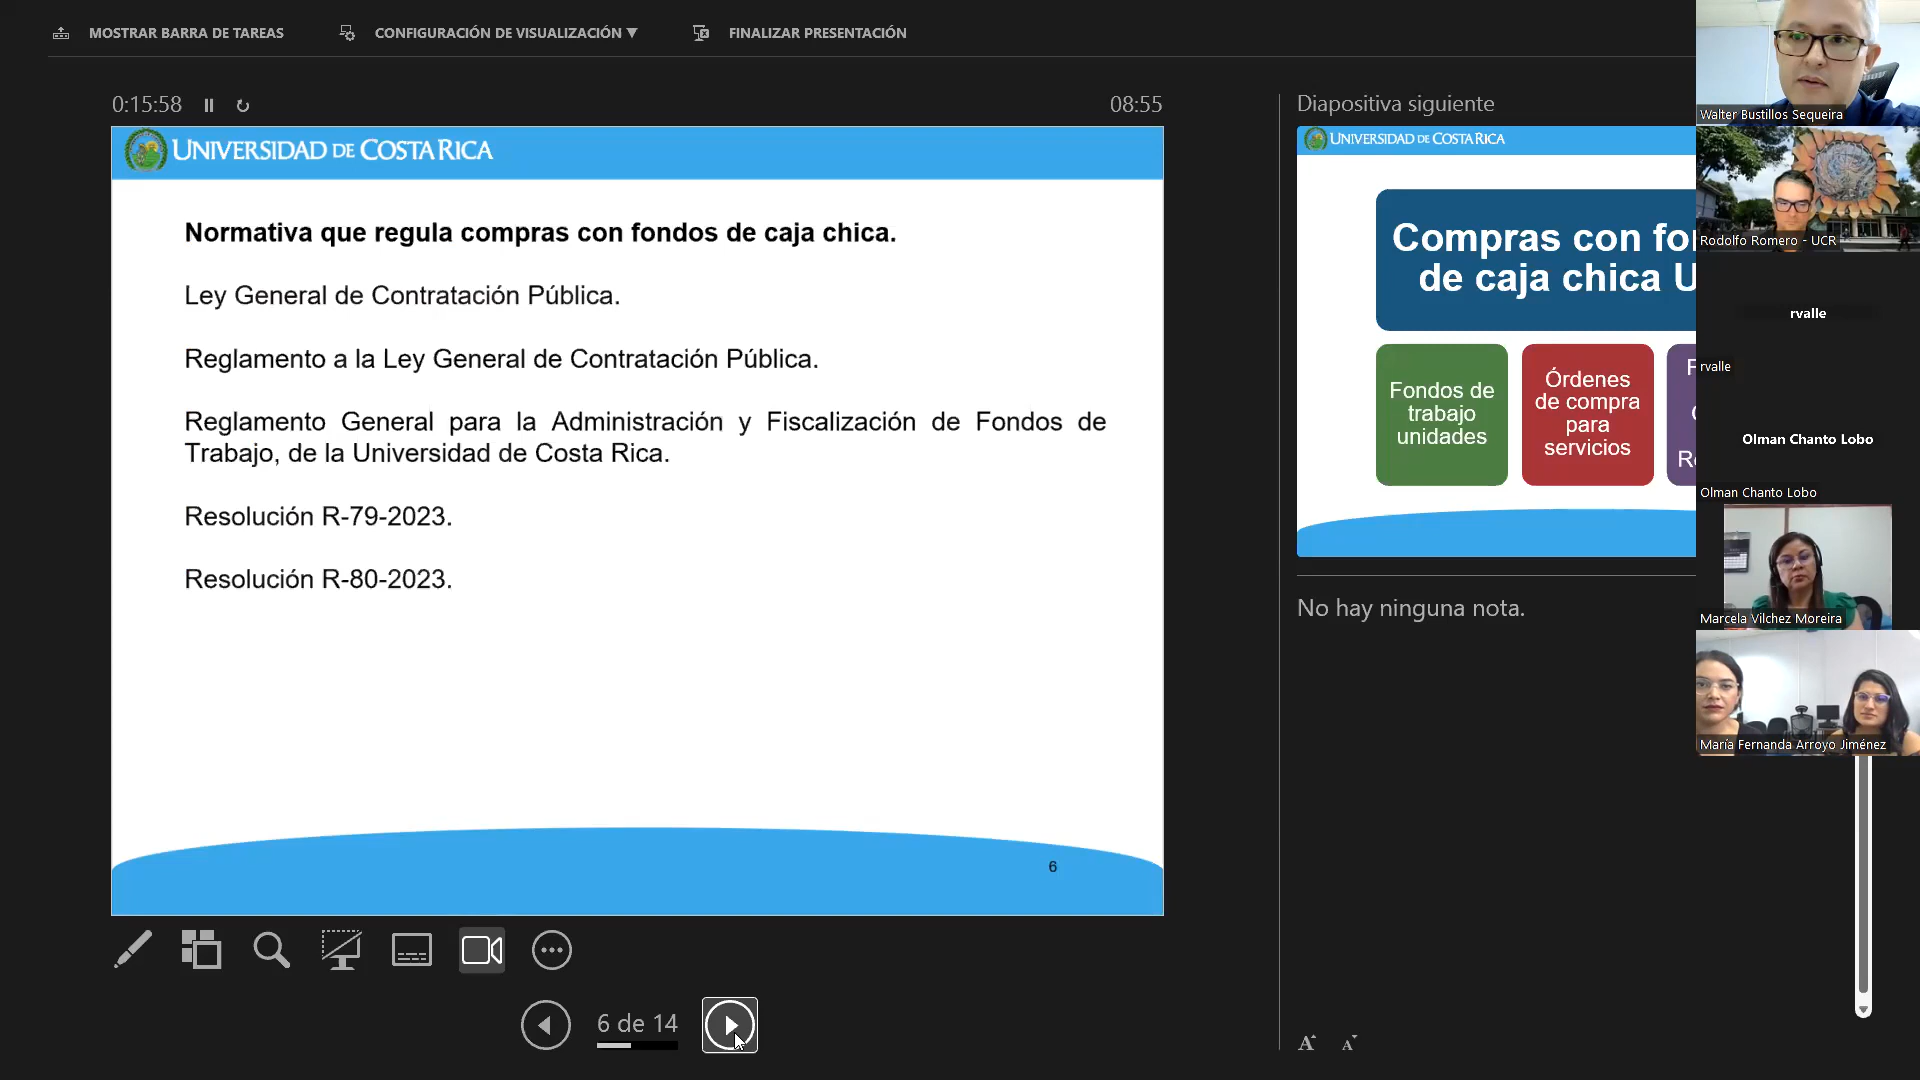 MOSTRAR BARRA DE TAREAS
CONFIGURACIÓN DE VISUALIZACIÓN ▼
FINALIZAR PRESENTACIÓN
0:15:58
08:55
UNIVERSIDAD DE COSTA RICA
Normativa que regula compras con fondos de caja chica.
Ley General de Contratación Pública.
Reglamento a la Ley General de Contratación Pública.
Reglamento General para la Administración y Fiscalización de Fondos de
Trabajo, de la Universidad de Costa Rica.
Resolución R-79-2023.
Resolución R-80-2023.
6
6 de 14
Diapositiva siguiente
UNIVERSIDAD DE COSTA RICA
Compras con fo
de caja chica U
Fondos de
trabajo
unidades
Órdenes
de compra
para
servicios
No hay ninguna nota.
A A
Walter Bustillos Sequeira
Rodolfo Romero - UCR
rvalle
rvalle
Olman Chanto Lobo
Olman Chanto Lobo
Marcela Vilchez Moreira
María Fernanda Arroyo Jiménez